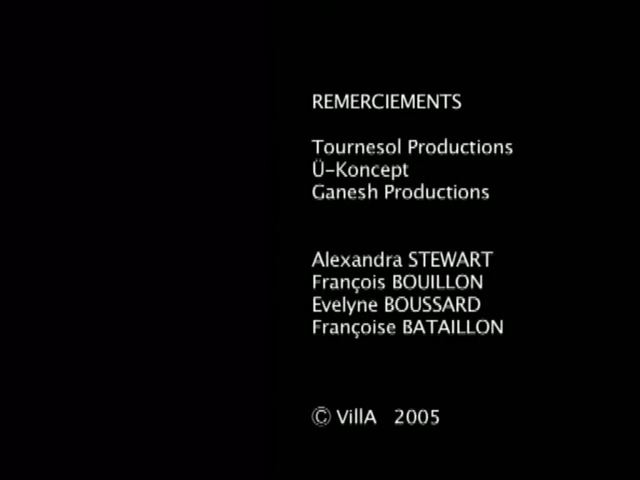 REMERCIEMENTS
Tournesol Productions
Ü-Koncept
Ganesh Productions
Alexandra STEWART
François BOUILLON
Evelyne BOUSSARD
Françoise BATAILLON
© VillA 2005